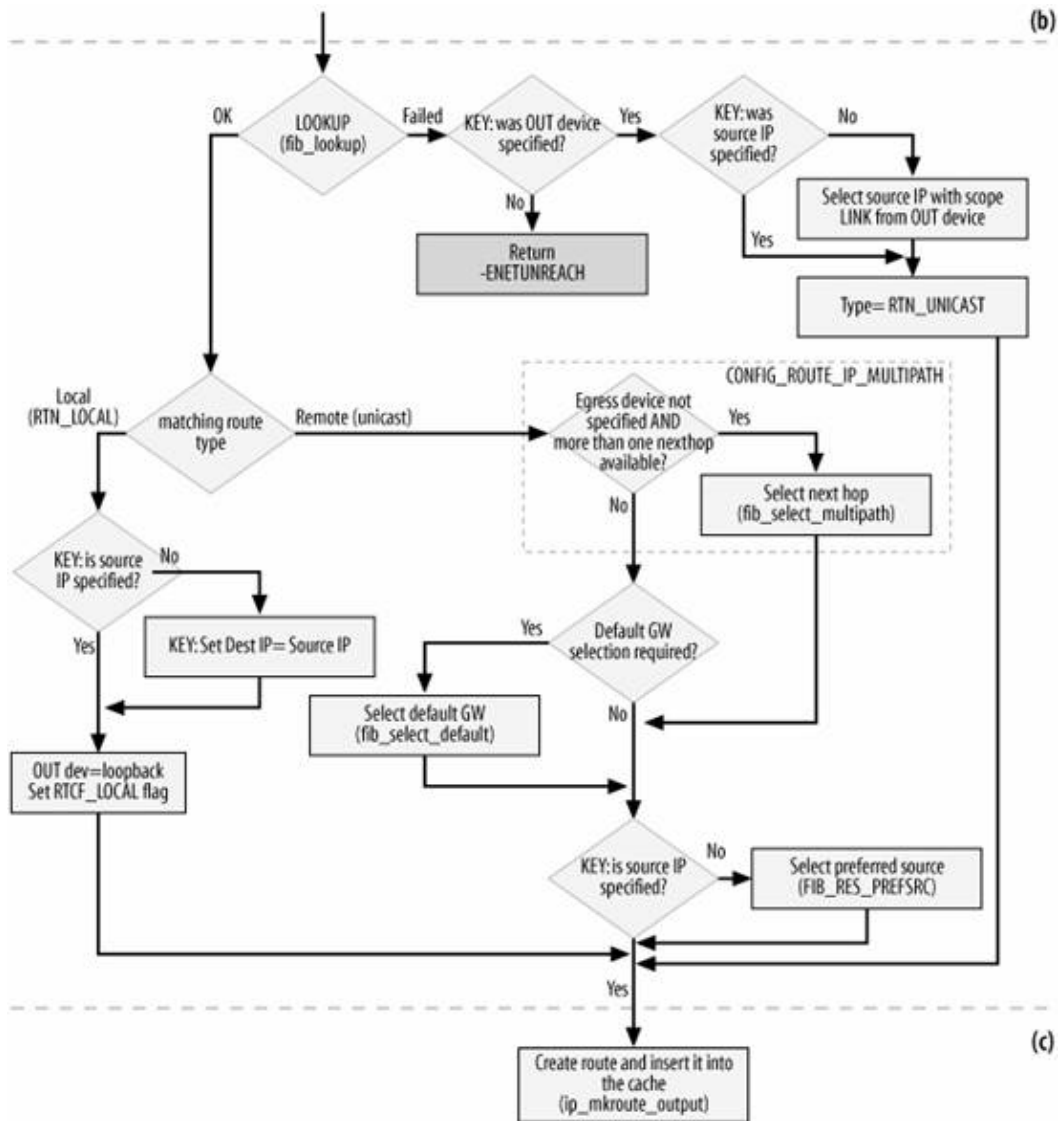 (b)
OK
LOOKUP
(fib_lookup)
Failed
KEY: was OUT device
specified?
Yes
KEY: was
source IP
specified?
No
No
Yes
Select source IP with scope
LINK from OUT device
Return
-ENETUNREACH
Type= RTN_UNICAST
CONFIG_ROUTE_IP_MULTIPATH
Local
(RTN_LOCAL)
matching route
type
Remote (unicast)
Egress device not
specified AND
more than one nexthop
available?
Yes
Select next hop
(fib_select_multipath)
No
KEY: is source
IP specified?
No
Yes
KEY: Set Dest IP= Source IP
Yes
Default GW
selection required?
Select default GW
(fib_select_default)
No
OUT dev=loopback
Set RTCF_LOCAL flag
KEY: is source IP
specified?
No
Select preferred source
(FIB_RES_PREFSRC)
Yes
(c)
Create route and insert it into
the cache
(ip_mkroute_output)